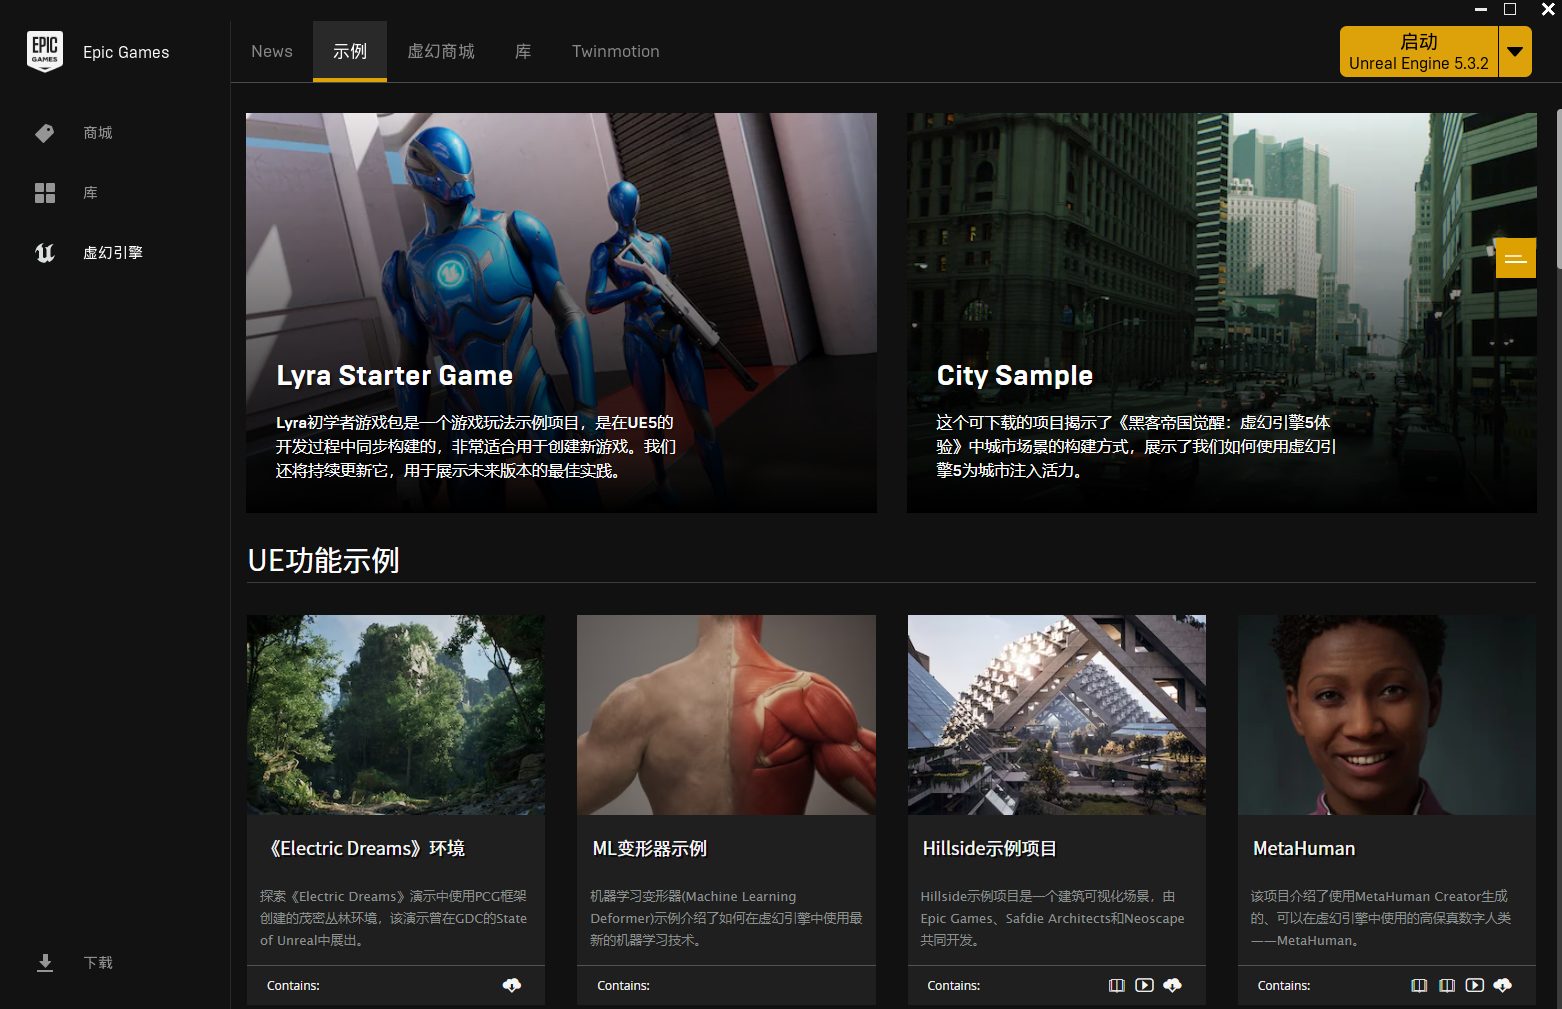 EPIC
GAMES
Epic Games
News
示例
虚幻商城
库
Twinmotion
启动
Unreal Engine 5.3.2
商城
库
虚幻引擎
Lyra Starter Game
Lyra初学者游戏包是一个游戏玩法示例项目，是在UE5的
开发过程中同步构建的，非常适合用于创建新游戏。我们
还将持续更新它，用于展示未来版本的最佳实践。
City Sample
这个可下载的项目揭示了《黑客帝国觉醒：虚幻引擎5体
验》中城市场景的构建方式，展示了我们如何使用虚幻引
擎5为城市注入活力。
UE功能示例
《Electric Dreams》环境
探索《Electric Dreams》演示中使用PCG框架
创建的茂密丛林环境，该演示曾在GDC的State
of Unreal中展出。
Contains:
ML变形器示例
机器学习变形器(Machine Learning
Deformer)示例介绍了如何在虚幻引擎中使用最
新的机器学习技术。
Contains:
Hillside示例项目
Hillside示例项目是一个建筑可视化场景，由
Epic Games、Safdie Architects和Neoscape
共同开发。
Contains:
MetaHuman
该项目介绍了使用MetaHuman Creator生成
的、可以在虚幻引擎中使用的高保真数字人类
——MetaHuman。
Contains:
下载